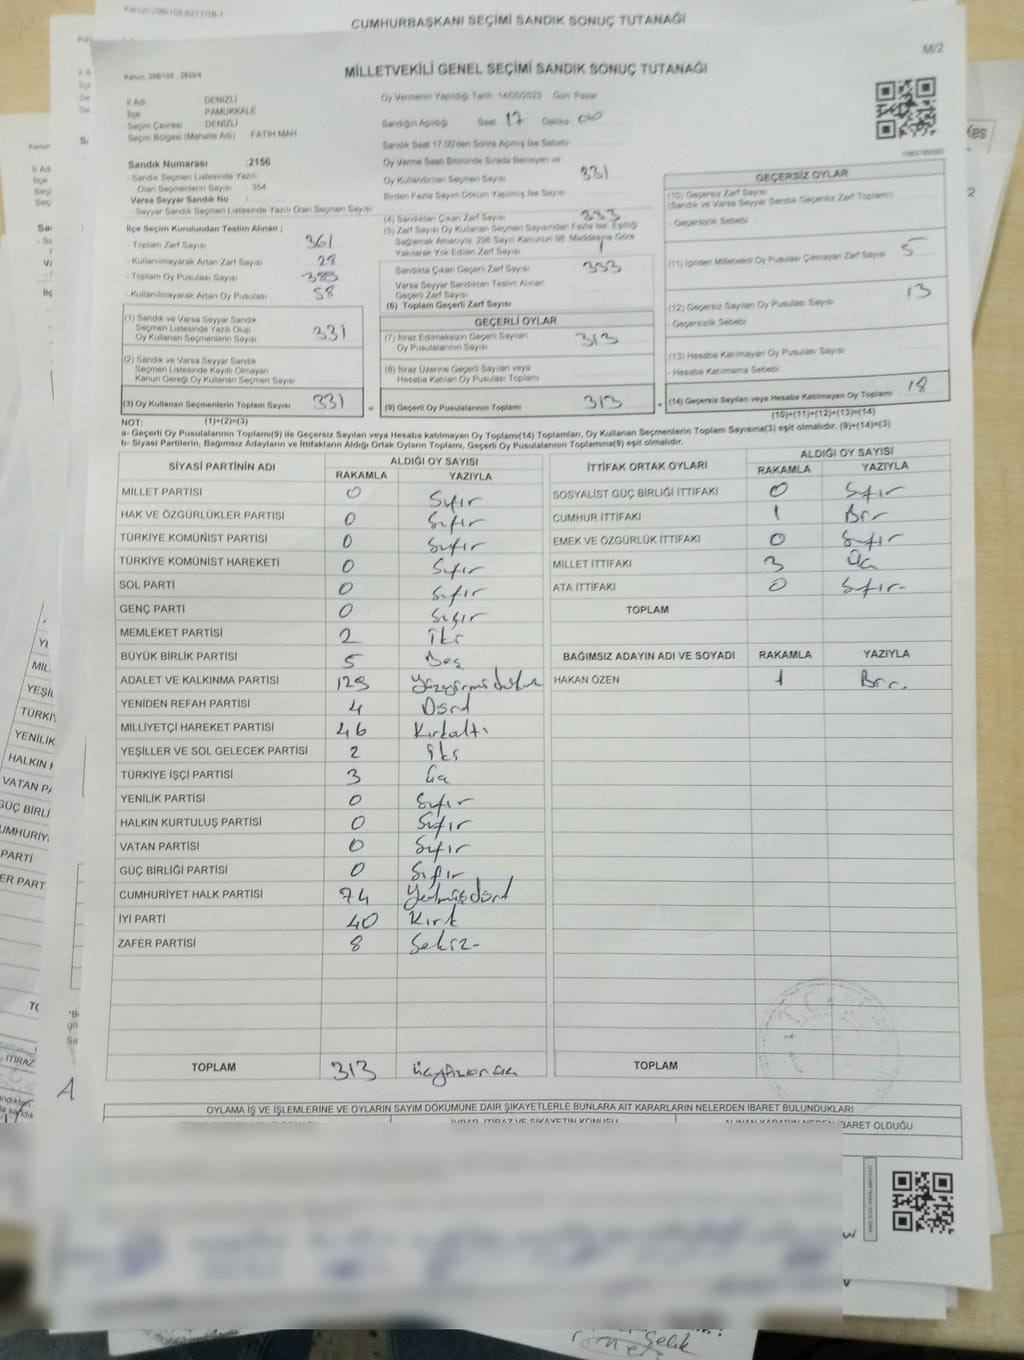 CUMHURBAŞKANI SEÇİMİ SANDIK SONUÇ TUTANAĞI
M/2
Kanun: 298/105 , 2839/4
MİLLETVEKİLİ GENEL SEÇİMİ SANDIK SONUÇ TUTANAĞI
İl Adı DENİZLİ
İlçe PAMUKKALE
Seçim Çevresi DENİZLİ
Seçim Bölgesi (Mahalle Adı) FATİH MAH
Oy Vermenin Yapıldığı Tarih: 14/05/2023 Gün: Pazar
Sandığın Açıldığı Saat 17 Dakika 00
Sandık Saat 17:00'den Sonra Açılmış İse Sebebi
Sandık Numarası :2156
- Sandık Seçmen Listesinde Yazılı
Olan Seçmenlerin Sayısı 354
Varsa Seyyar Sandık No
- Seyyar Sandık Seçmen Listesinde Yazılı Olan Seçmen Sayısı
İlçe Seçim Kurulundan Teslim Alınan ;
- Toplam Zarf Sayısı 361
- Kullanılmayarak Artan Zarf Sayısı 28
- Toplam Oy Pusulası Sayısı 385
- Kullanılmayarak Artan Oy Pusulası 58
(1) Sandık ve Varsa Seyyar Sandık
Seçmen Listesinde Yazılı Olup
Oy Kullanan Seçmenlerin Sayısı 331
(2) Sandık ve Varsa Seyyar Sandık
Seçmen Listesinde Kayıtlı Olmayan
Kanun Gereği Oy Kullanan Seçmen Sayısı
(3) Oy Kullanan Seçmenlerin Toplam Sayısı 331
(1)+(2)=(3)
Oy Verme Saati Bitiminde Sırada Bekleyen ve
Oy Kullandırılan Seçmen Sayısı 331
Birden Fazla Sayım Döküm Yapılmış İse Sayısı
(4) Sandıktan Çıkan Zarf Sayısı 333
(5) Zarf Sayısı Oy Kullanan Seçmen Sayısından Fazla İse, Eşitliği
Sağlamak Amacıyla, 298 Sayılı Kanunun 98. Maddesine Göre
Yakılarak Yok Edilen Zarf Sayısı
Sandıkta Çıkan Geçerli Zarf Sayısı 333
Varsa Seyyar Sandıktan Teslim Alınan
Geçerli Zarf Sayısı
(6) Toplam Geçerli Zarf Sayısı
GEÇERLİ OYLAR
(7) İtiraz Edilmeksizin Geçerli Sayılan
Oy Pusulalarının Sayısı 313
(8) İtiraz Üzerine Geçerli Sayılan veya
Hesaba Katılan Oy Pusulası Toplamı
= (9) Geçerli Oy Pusulalarının Toplamı 313
GEÇERSİZ OYLAR
(10) Geçersiz Zarf Sayısı
(Sandık ve Varsa Seyyar Sandık Geçersiz Zarf Toplamı)
- Geçersizlik Sebebi
(11) İçinden Milletvekili Oy Pusulası Çıkmayan Zarf Sayısı 5
(12) Geçersiz Sayılan Oy Pusulası Sayısı 13
- Geçersizlik Sebebi
(13) Hesaba Katılmayan Oy Pusulası Sayısı
- Hesaba Katılmama Sebebi
+ (14) Geçersiz Sayılan veya Hesaba Katılmayan Oy Toplamı 18
(10)+(11)+(12)+(13)=(14)
NOT:
a- Geçerli Oy Pusulalarının Toplamı(9) ile Geçersiz Sayılan veya Hesaba katılmayan Oy Toplamı(14) Toplamları, Oy Kullanan Seçmenlerin Toplam Sayısına(3) eşit olmalıdır. (9)+(14)=(3)
b- Siyasi Partilerin, Bağımsız Adayların ve İttifakların Aldığı Ortak Oyların Toplamı, Geçerli Oy Pusulalarının Toplamına(9) eşit olmalıdır.
SİYASİ PARTİNİN ADI ALDIĞI OY SAYISI
RAKAMLA YAZIYLA
MİLLET PARTİSİ 0 Sıfır
HAK VE ÖZGÜRLÜKLER PARTİSİ 0 Sıfır
TÜRKİYE KOMÜNİST PARTİSİ 0 Sıfır
TÜRKİYE KOMÜNİST HAREKETİ 0 Sıfır
SOL PARTİ 0 Sıfır
GENÇ PARTİ 0 Sıfır
MEMLEKET PARTİSİ 2 İki
BÜYÜK BİRLİK PARTİSİ 5 Beş
ADALET VE KALKINMA PARTİSİ 129 Yüzyirmidokuz
YENİDEN REFAH PARTİSİ 4 Dörd
MİLLİYETÇİ HAREKET PARTİSİ 46 Kırkaltı
YEŞİLLER VE SOL GELECEK PARTİSİ 2 İki
TÜRKİYE İŞÇİ PARTİSİ 3 Üç
YENİLİK PARTİSİ 0 Sıfır
HALKIN KURTULUŞ PARTİSİ 0 Sıfır
VATAN PARTİSİ 0 Sıfır
GÜÇ BİRLİĞİ PARTİSİ 0 Sıfır
CUMHURİYET HALK PARTİSİ 74 Yetmişdörd
İYİ PARTİ 40 Kırk
ZAFER PARTİSİ 8 Sekiz
TOPLAM 313 Üçyüzonüç
İTTİFAK ORTAK OYLARI ALDIĞI OY SAYISI
RAKAMLA YAZIYLA
SOSYALİST GÜÇ BİRLİĞİ İTTİFAKI 0 Sıfır
CUMHUR İTTİFAKI 1 Bir
EMEK VE ÖZGÜRLÜK İTTİFAKI 0 Sıfır
MİLLET İTTİFAKI 3 Üç
ATA İTTİFAKI 0 Sıfır
TOPLAM
BAĞIMSIZ ADAYIN ADI VE SOYADI RAKAMLA YAZIYLA
HAKAN ÖZEN 1 Bir.
TOPLAM
OYLAMA İŞ VE İŞLEMLERİNE VE OYLARIN SAYIM DÖKÜMÜNE DAİR ŞİKAYETLERLE BUNLARA AİT KARARLARIN NELERDEN İBARET BULUNDUKLARI